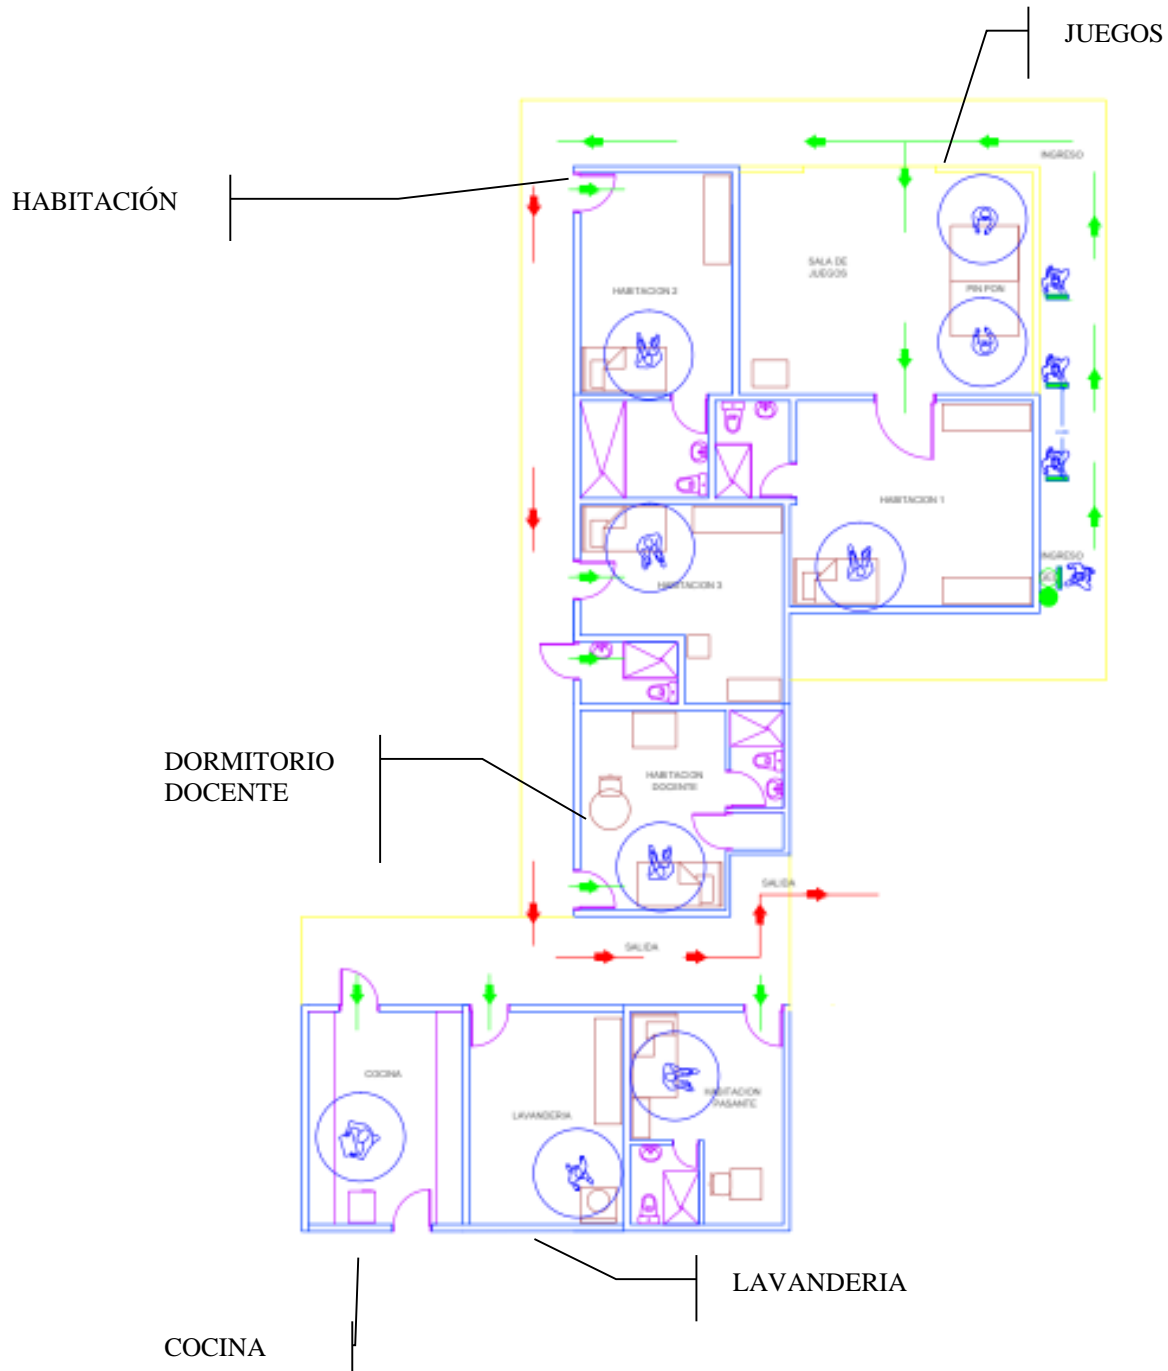 JUEGOS
INGRESO
HABITACIÓN
SALA DE
JUEGOS
HABITACION 2
PIN PON
HABITACION 1
INGRESO
HABITACION 3
DORMITORIO
DOCENTE
HABITACION
DOCENTE
SALIDA
SALIDA
COCINA
HABITACION
PASANTE
LAVANDERIA
LAVANDERIA
COCINA